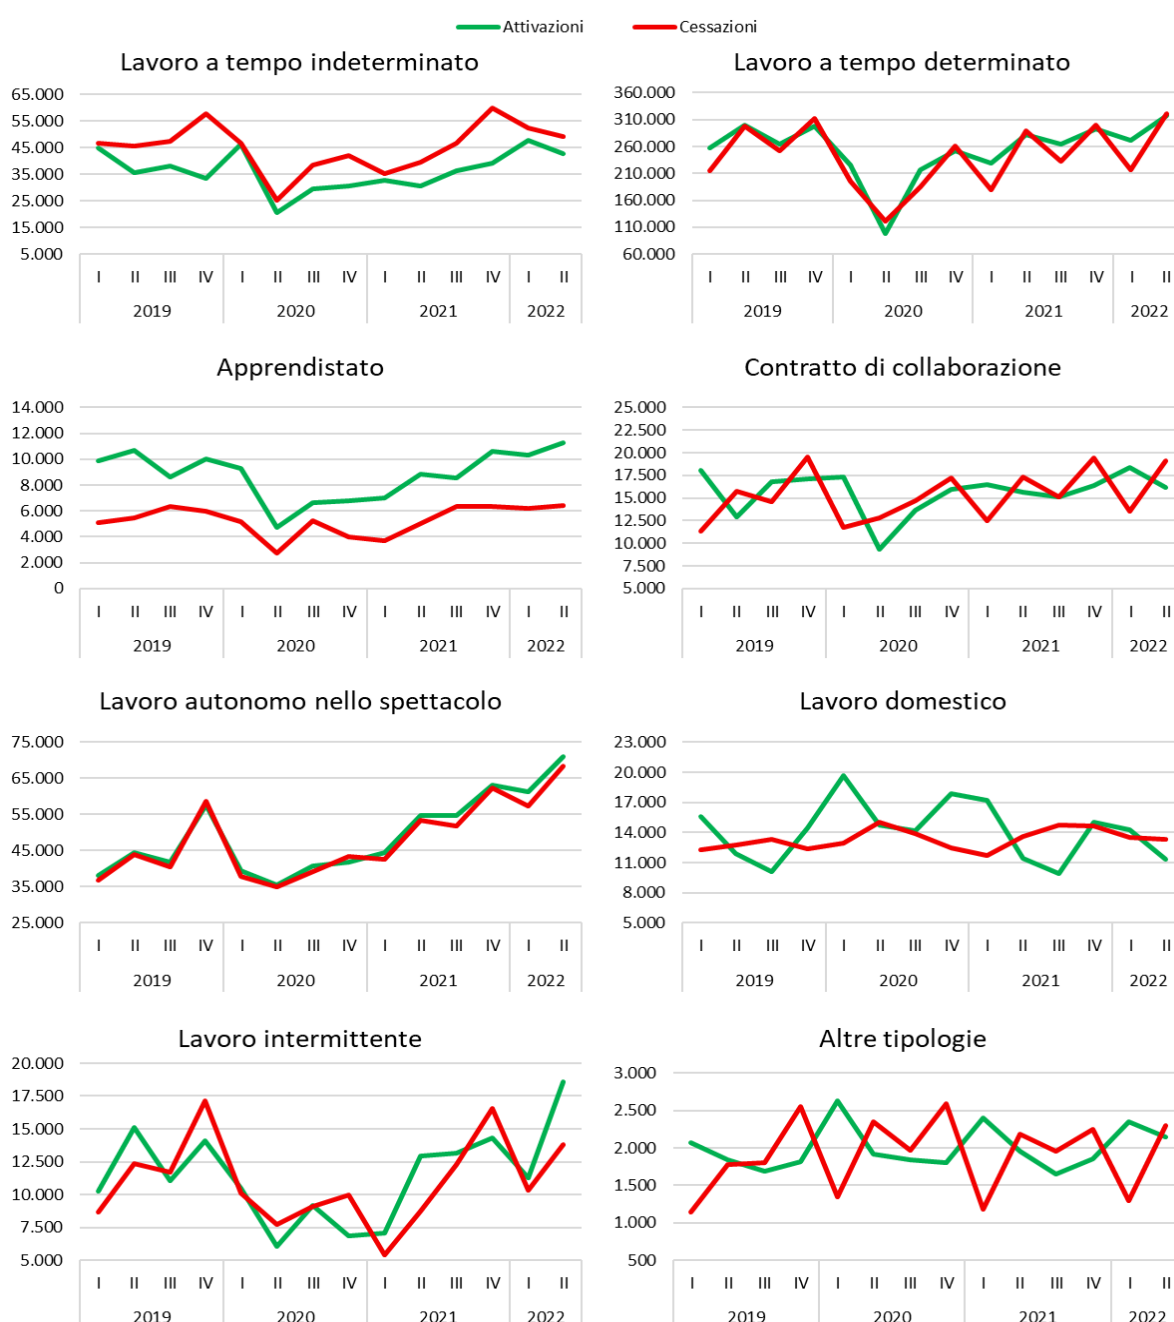 Attivazioni Cessazioni
Lavoro a tempo indeterminato
65.000
55.000
45.000
35.000
25.000
15.000
5.000
I II III IV I II III IV I II III IV I II
2019 2020 2021 2022
Lavoro a tempo determinato
360.000
310.000
260.000
210.000
160.000
110.000
60.000
I II III IV I II III IV I II III IV I II
2019 2020 2021 2022
Apprendistato
14.000
12.000
10.000
8.000
6.000
4.000
2.000
0
I II III IV I II III IV I II III IV I II
2019 2020 2021 2022
Contratto di collaborazione
25.000
22.500
20.000
17.500
15.000
12.500
10.000
7.500
5.000
I II III IV I II III IV I II III IV I II
2019 2020 2021 2022
Lavoro autonomo nello spettacolo
75.000
65.000
55.000
45.000
35.000
25.000
I II III IV I II III IV I II III IV I II
2019 2020 2021 2022
Lavoro domestico
23.000
20.000
17.000
14.000
11.000
8.000
5.000
I II III IV I II III IV I II III IV I II
2019 2020 2021 2022
Lavoro intermittente
20.000
17.500
15.000
12.500
10.000
7.500
5.000
I II III IV I II III IV I II III IV I II
2019 2020 2021 2022
Altre tipologie
3.000
2.500
2.000
1.500
1.000
500
I II III IV I II III IV I II III IV I II
2019 2020 2021 2022